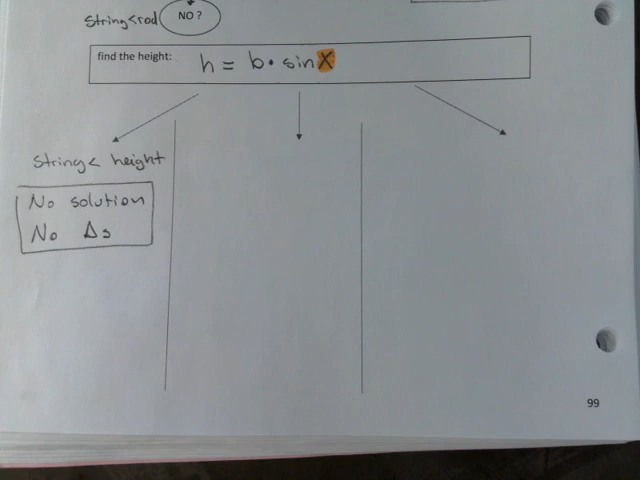 String<rod NO?
find the height: h = b • sin X
String < height
No solution
No Δs
99